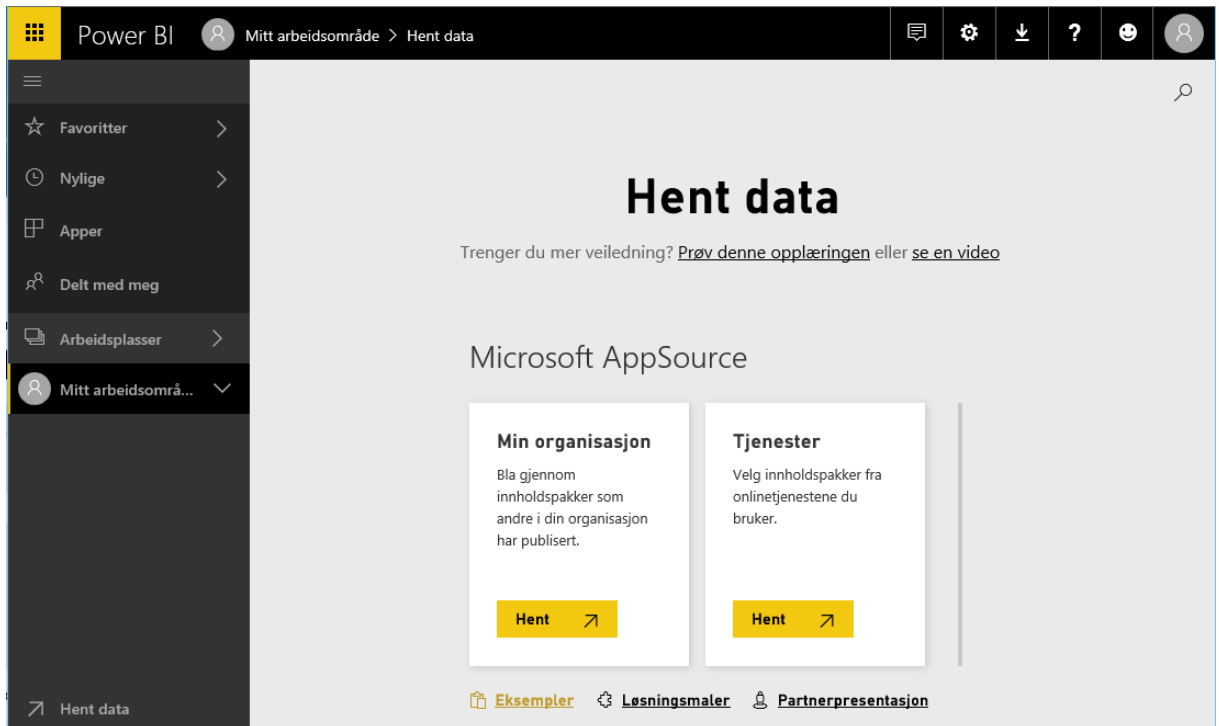 Power BI
Mitt arbeidsområde > Hent data
?
Favoritter
Nylige
Apper
Delt med meg
Arbeidsplasser
Mitt arbeidsområ...
Hent data
Hent data
Trenger du mer veiledning? Prøv denne opplæringen eller se en video
Microsoft AppSource
Min organisasjon
Bla gjennom
innholdspakker som
andre i din organisasjon
har publisert.
Hent
Tjenester
Velg innholdspakker fra
onlinetjenestene du
bruker.
Hent
Eksempler
Løsningsmaler
Partnerpresentasjon